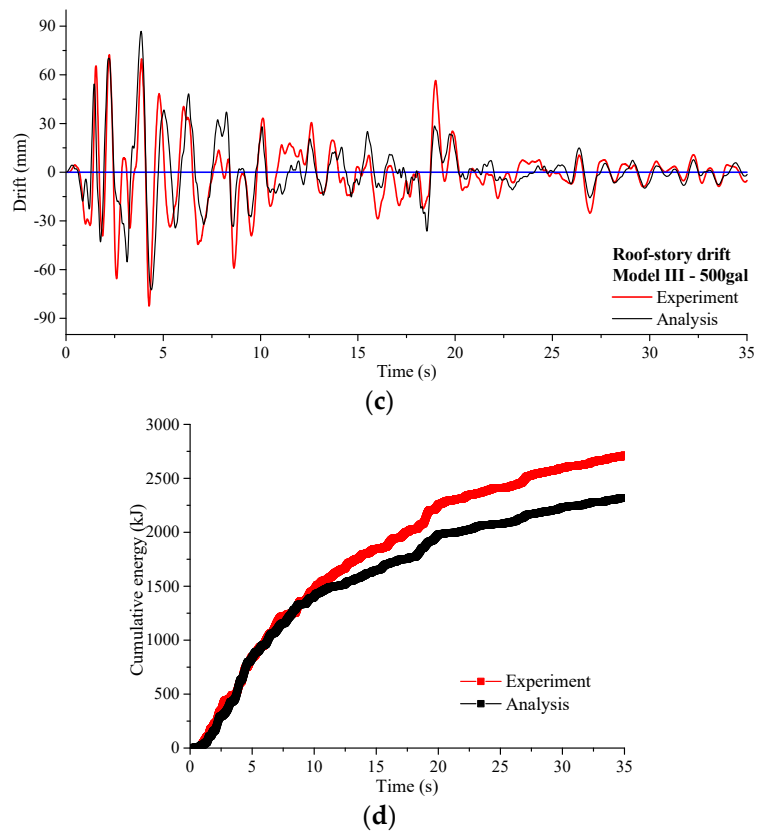 90
60
30
0
-30
-60
-90
Drift (mm)
Roof-story drift
Model III - 500gal
Experiment
Analysis
0 5 10 15 20 25 30 35
Time (s)
(c)
3000
2500
2000
1500
1000
500
0
Cumulative energy (kJ)
Experiment
Analysis
0 5 10 15 20 25 30 35
Time (s)
(d)